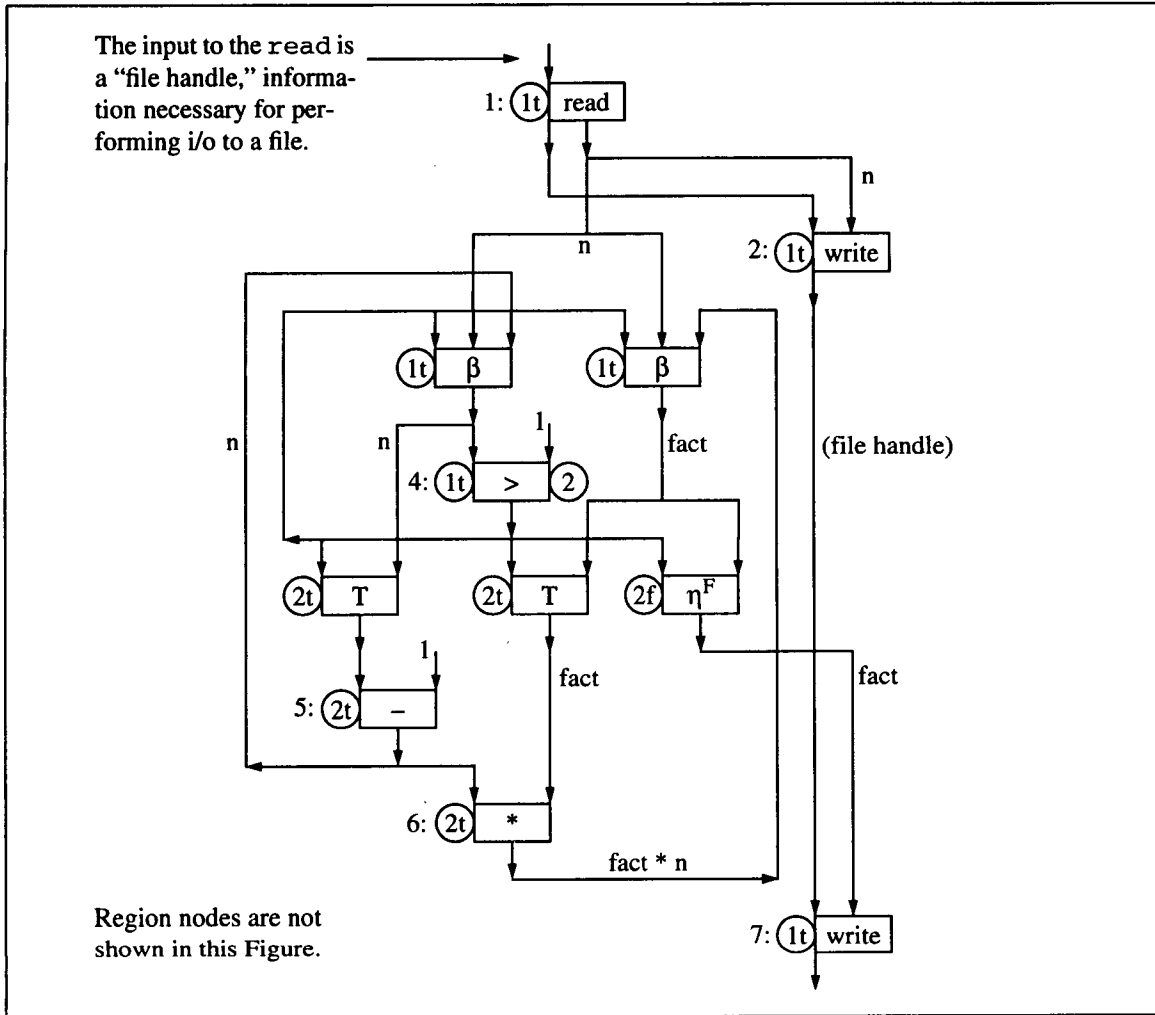 The input to the read is
a “file handle,” informa-
tion necessary for per-
forming i/o to a file.
1: 1t read
n
n
2: 1t write
1t β 1t β
n n 1 fact (file handle)
4: 1t > 2
2t T 2t T 2f ηF
1 fact fact
5: 2t –
6: 2t *
fact * n
Region nodes are not
shown in this Figure.
7: 1t write